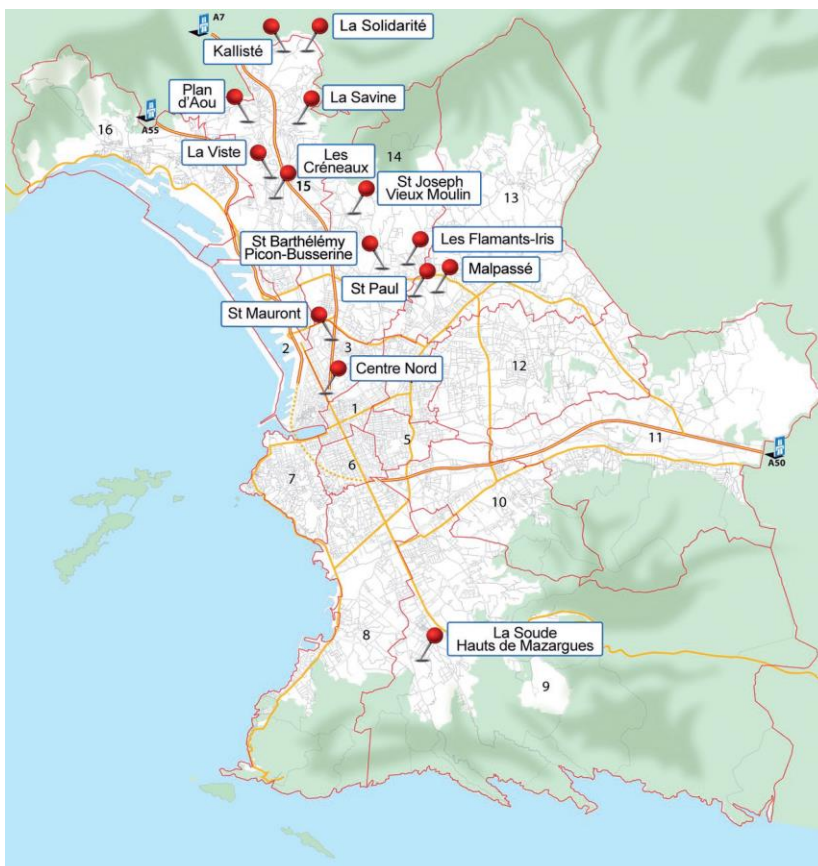 A7
La Solidarité
Kallisté
Plan
d'Aou
La Savine
A55
16
La Viste
Les
Créneaux
14
15
St Joseph
Vieux Moulin
13
St Barthélémy
Picon-Busserine
Les Flamants-Iris
St Paul
Malpassé
St Mauront
2
3
12
Centre Nord
1
5
11
6
7
A50
10
8
La Soude
Hauts de Mazargues
9